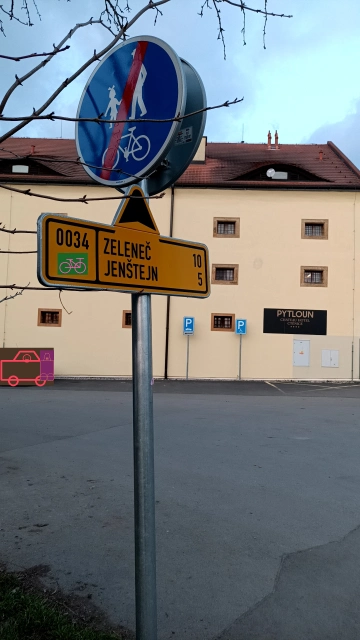 0034
ZELENEČ 10
JENŠTEJN 5
P
P
PYTLOUN